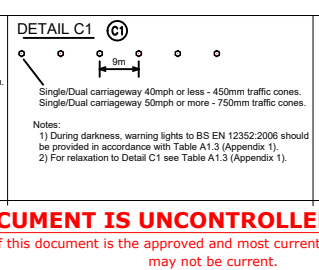 DETAIL C1 C1
9m
Single/Dual carriageway 40mph or less - 450mm traffic cones.
Single/Dual carriageway 50mph or more - 750mm traffic cones.
Notes:
1) During darkness, warning lights to BS EN 12352:2006 should
be provided in accordance with Table A1.3 (Appendix 1).
2) For relaxation to Detail C1 see Table A1.3 (Appendix 1).
IS UNCONTROLLE
this document is the approved and most current
may not be current.